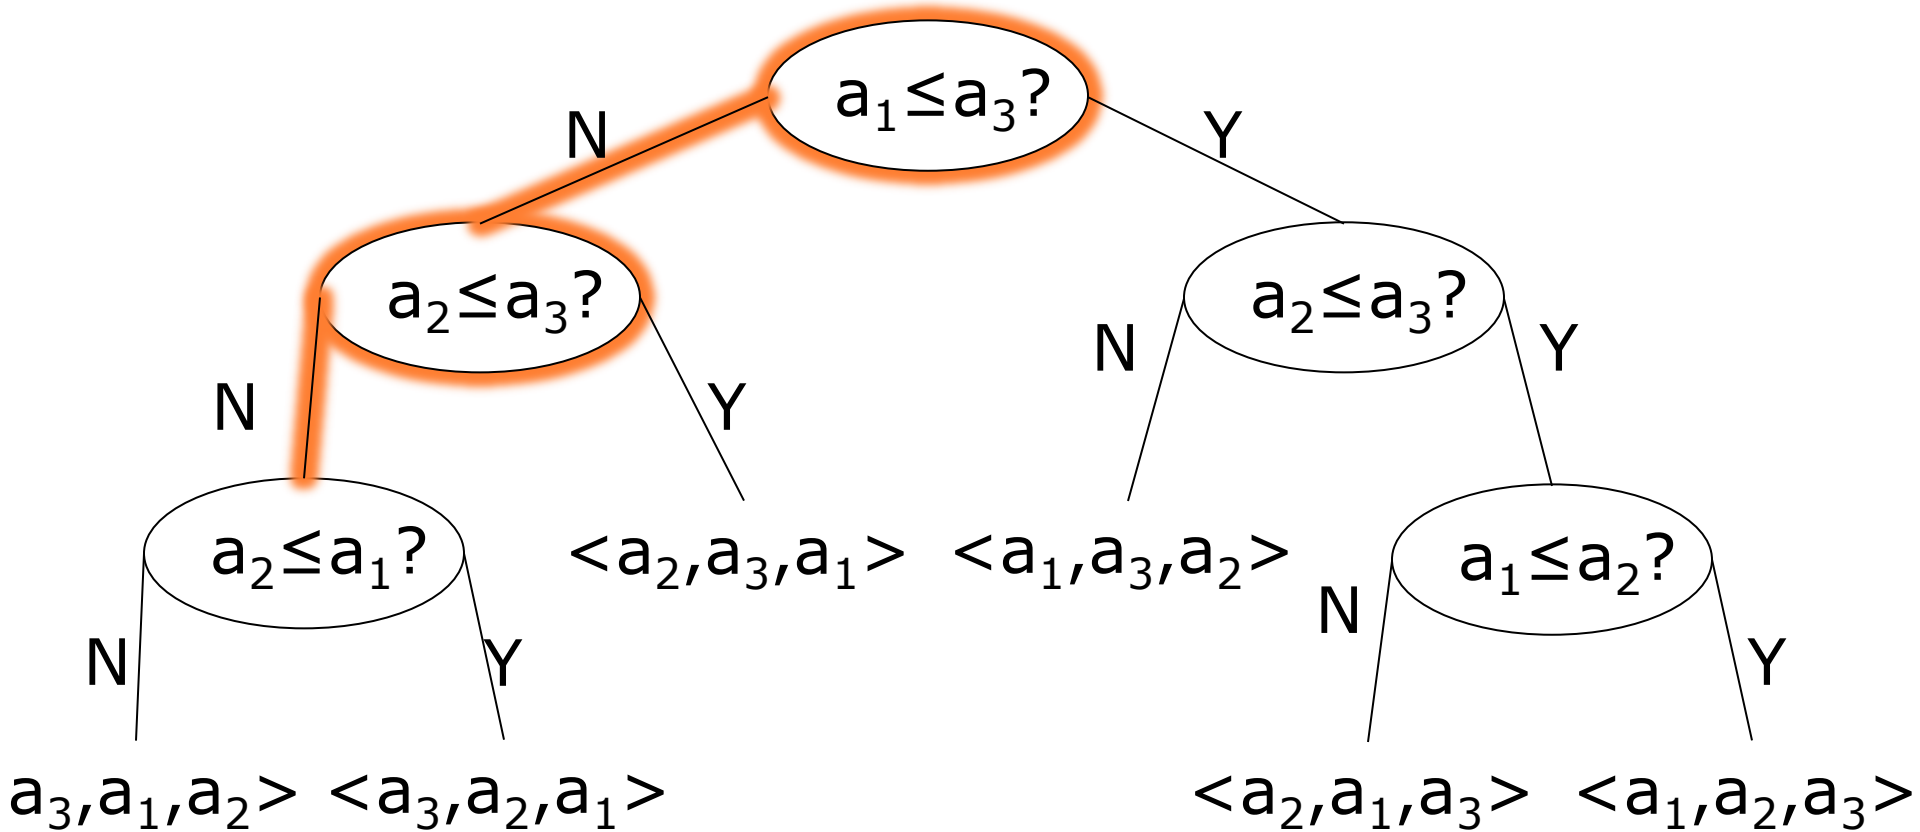 a₁≤a₃?
N
Y
a₂≤a₃?
a₂≤a₃?
N
Y
N
Y
a₂≤a₁?
<a₂,a₃,a₁>
<a₁,a₃,a₂>
a₁≤a₂?
N
Y
N
Y
a₃,a₁,a₂>
<a₃,a₂,a₁>
<a₂,a₁,a₃>
<a₁,a₂,a₃>